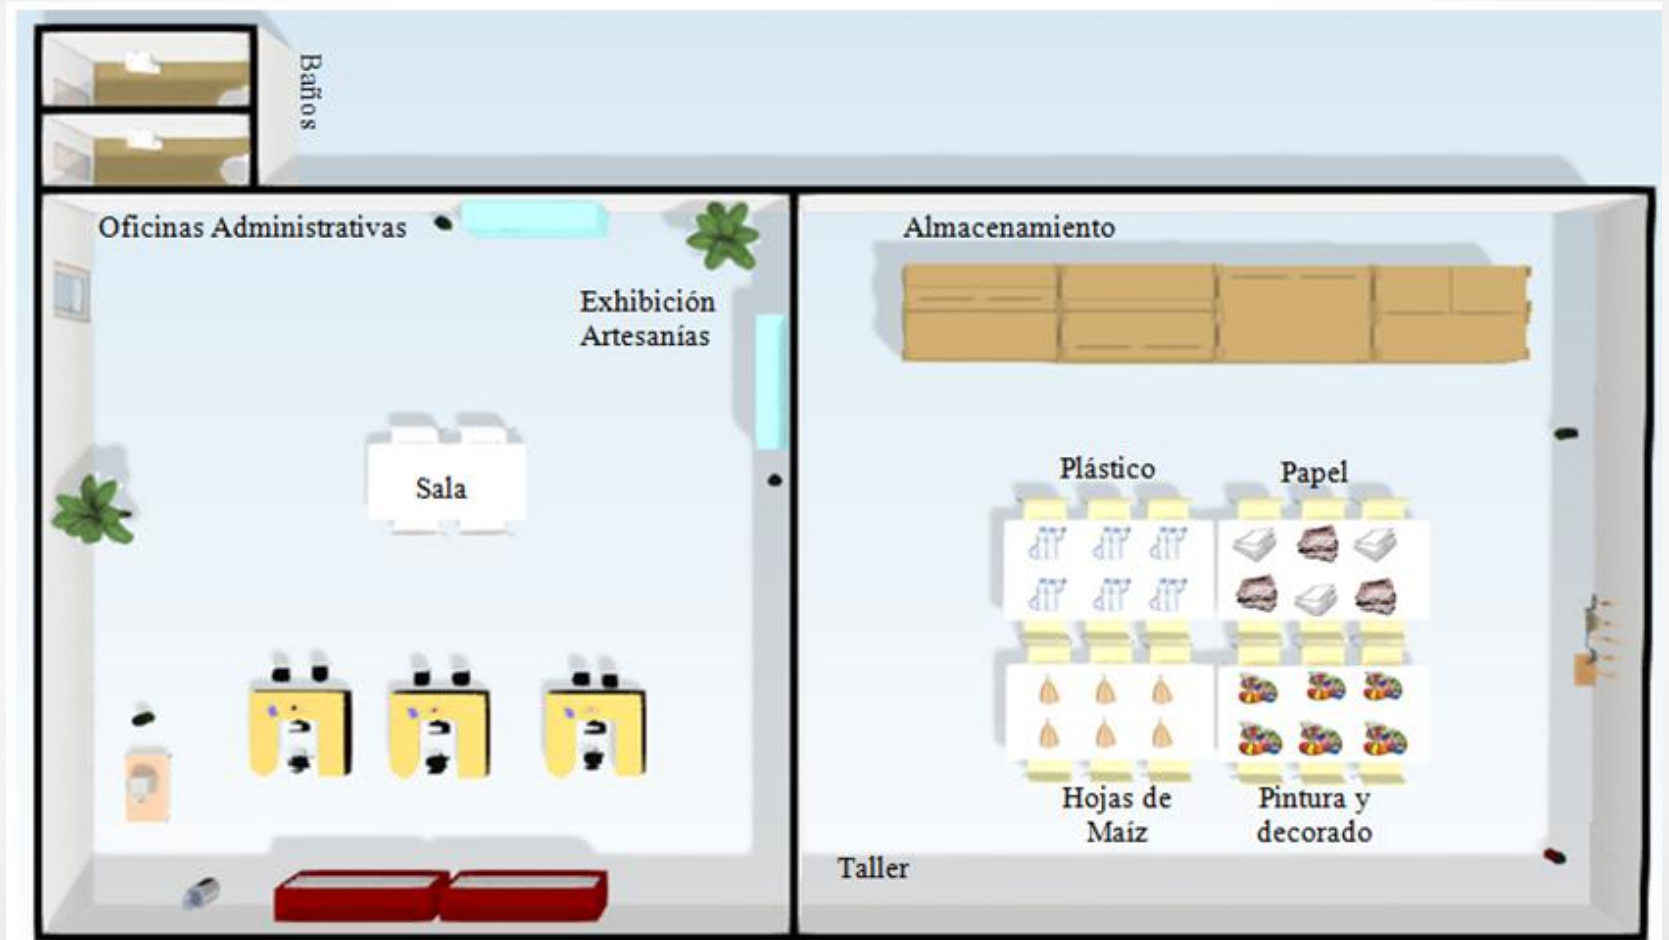 Baños
Oficinas Administrativas
Exhibición
Artesanías
Sala
Almacenamiento
Plástico
Papel
Hojas de
Maíz
Pintura y
decorado
Taller